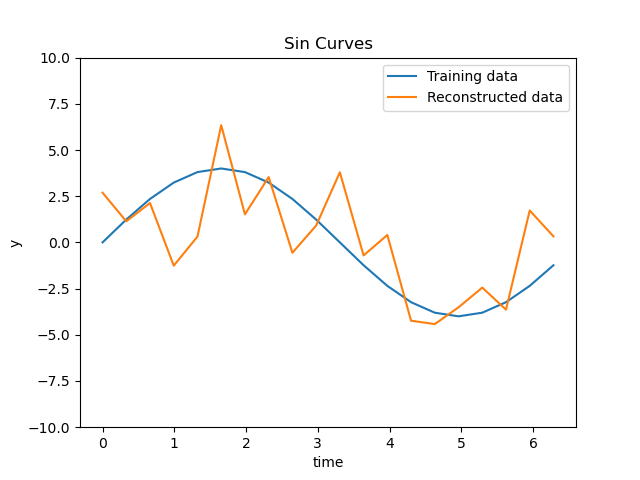 Sin Curves
Training data
Reconstructed data
y
10.0
7.5
5.0
2.5
0.0
−2.5
−5.0
−7.5
−10.0
0 1 2 3 4 5 6
time